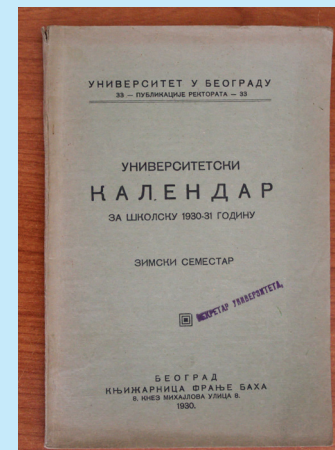 УНИВЕРСИТЕТ У БЕОГРАДУ
33 — ПУБЛИКАЦИЈЕ РЕКТОРАТА — 33
УНИВЕРСИТЕТСКИ
КАЛЕНДАР
ЗА ШКОЛСКУ 1930-31 ГОДИНУ
ЗИМСКИ СЕМЕСТАР
СЕКРЕТАР УНИВЕРЗИТЕТА,
БЕОГРАД
КЊИЖАРНИЦА ФРАЊЕ БАХА
8. КНЕЗ МИХАЈЛОВА УЛИЦА 8.
1930.